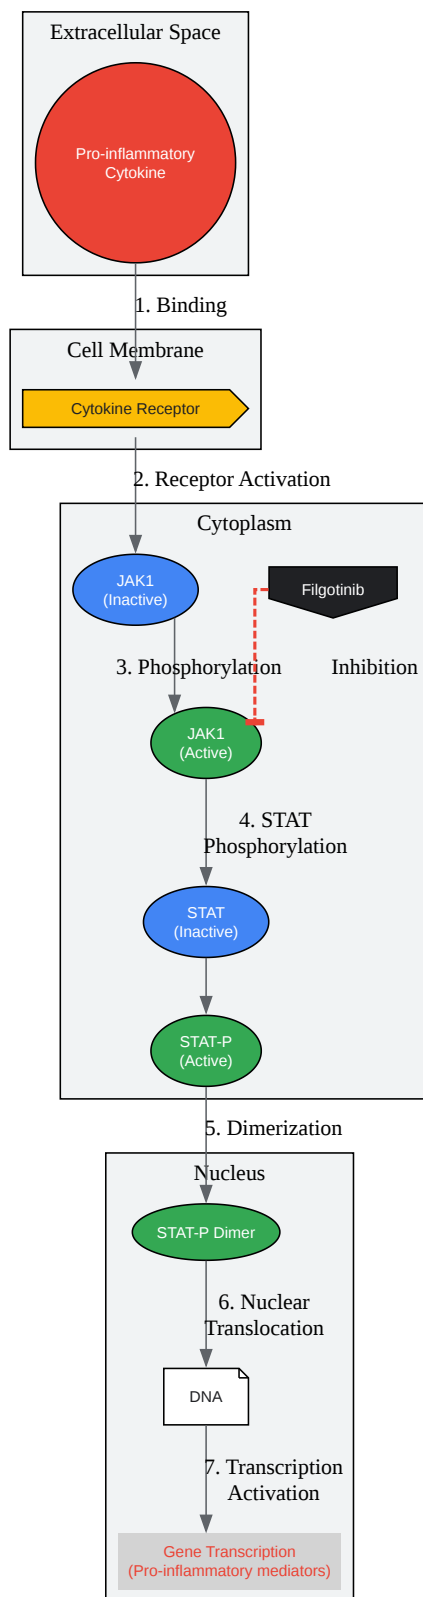 Extracellular Space
Pro-inflammatory
Cytokine
1. Binding
Cell Membrane
Cytokine Receptor
2. Receptor Activation
Cytoplasm
JAK1
(Inactive)
Filgotinib
3. Phosphorylation
Inhibition
JAK1
(Active)
4. STAT
Phosphorylation
STAT
(Inactive)
STAT-P
(Active)
5. Dimerization
Nucleus
STAT-P Dimer
6. Nuclear
Translocation
DNA
7. Transcription
Activation
Gene Transcription
(Pro-inflammatory mediators)